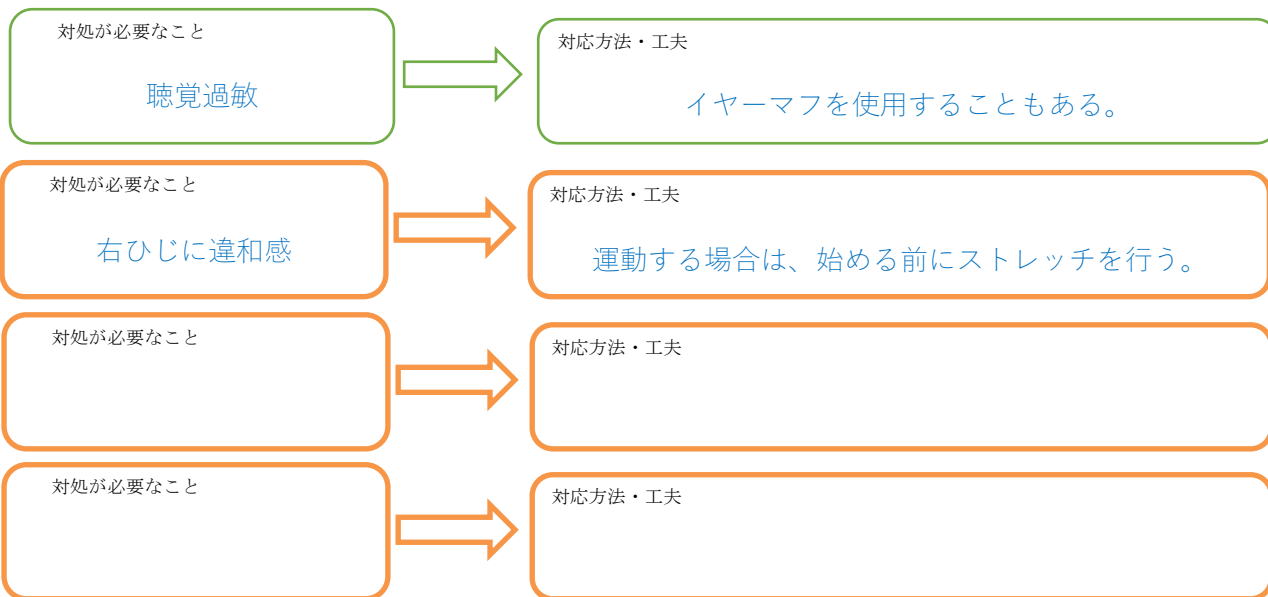 対処が必要なこと
聴覚過敏
対応方法・工夫
イヤーマフを使用することもある。
対処が必要なこと
右ひじに違和感
対応方法・工夫
運動する場合は、始める前にストレッチを行う。
対処が必要なこと
対応方法・工夫
対処が必要なこと
対応方法・工夫